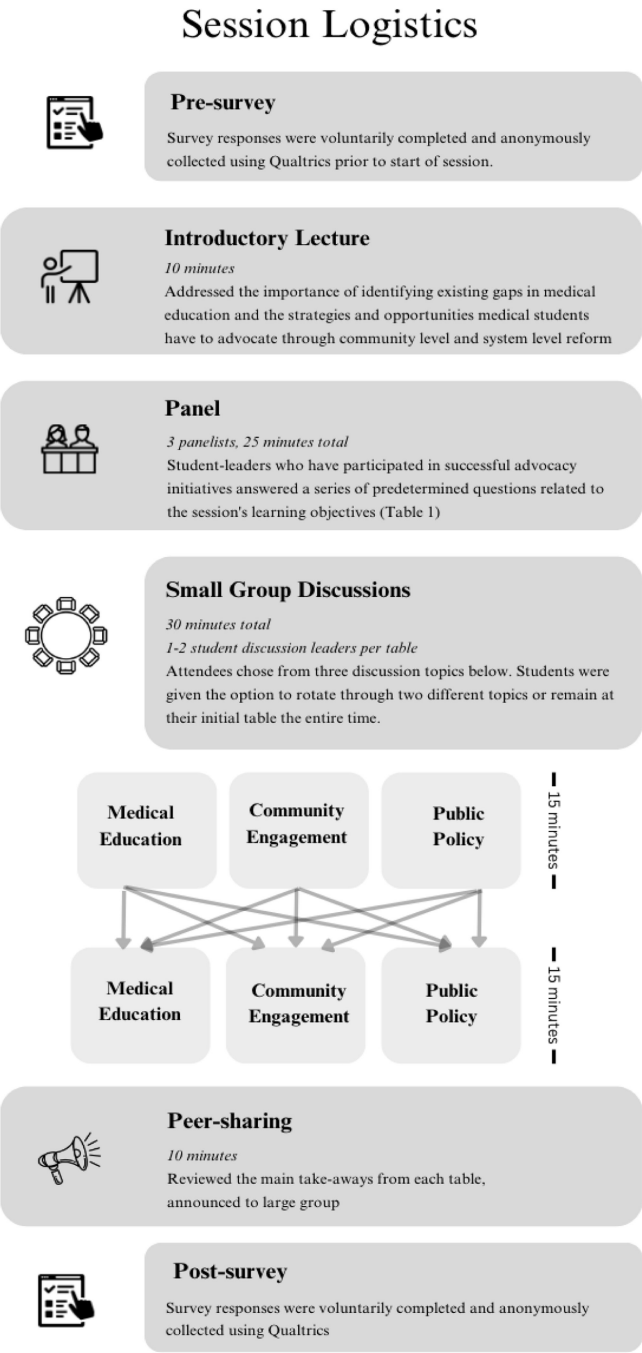 Session Logistics
Pre-survey
Survey responses were voluntarily completed and anonymously
collected using Qualtrics prior to start of session.
Introductory Lecture
10 minutes
Addressed the importance of identifying existing gaps in medical
education and the strategies and opportunities medical students
have to advocate through community level and system level reform
Panel
3 panelists, 25 minutes total
Student-leaders who have participated in successful advocacy
initiatives answered a series of predetermined questions related to
the session's learning objectives (Table 1)
Small Group Discussions
30 minutes total
1-2 student discussion leaders per table
Attendees chose from three discussion topics below. Students were
given the option to rotate through two different topics or remain at
their initial table the entire time.
Medical
Education
Community
Engagement
Public
Policy
15 minutes
Medical
Education
Community
Engagement
Public
Policy
15 minutes
Peer-sharing
10 minutes
Reviewed the main take-aways from each table,
announced to large group
Post-survey
Survey responses were voluntarily completed and anonymously
collected using Qualtrics